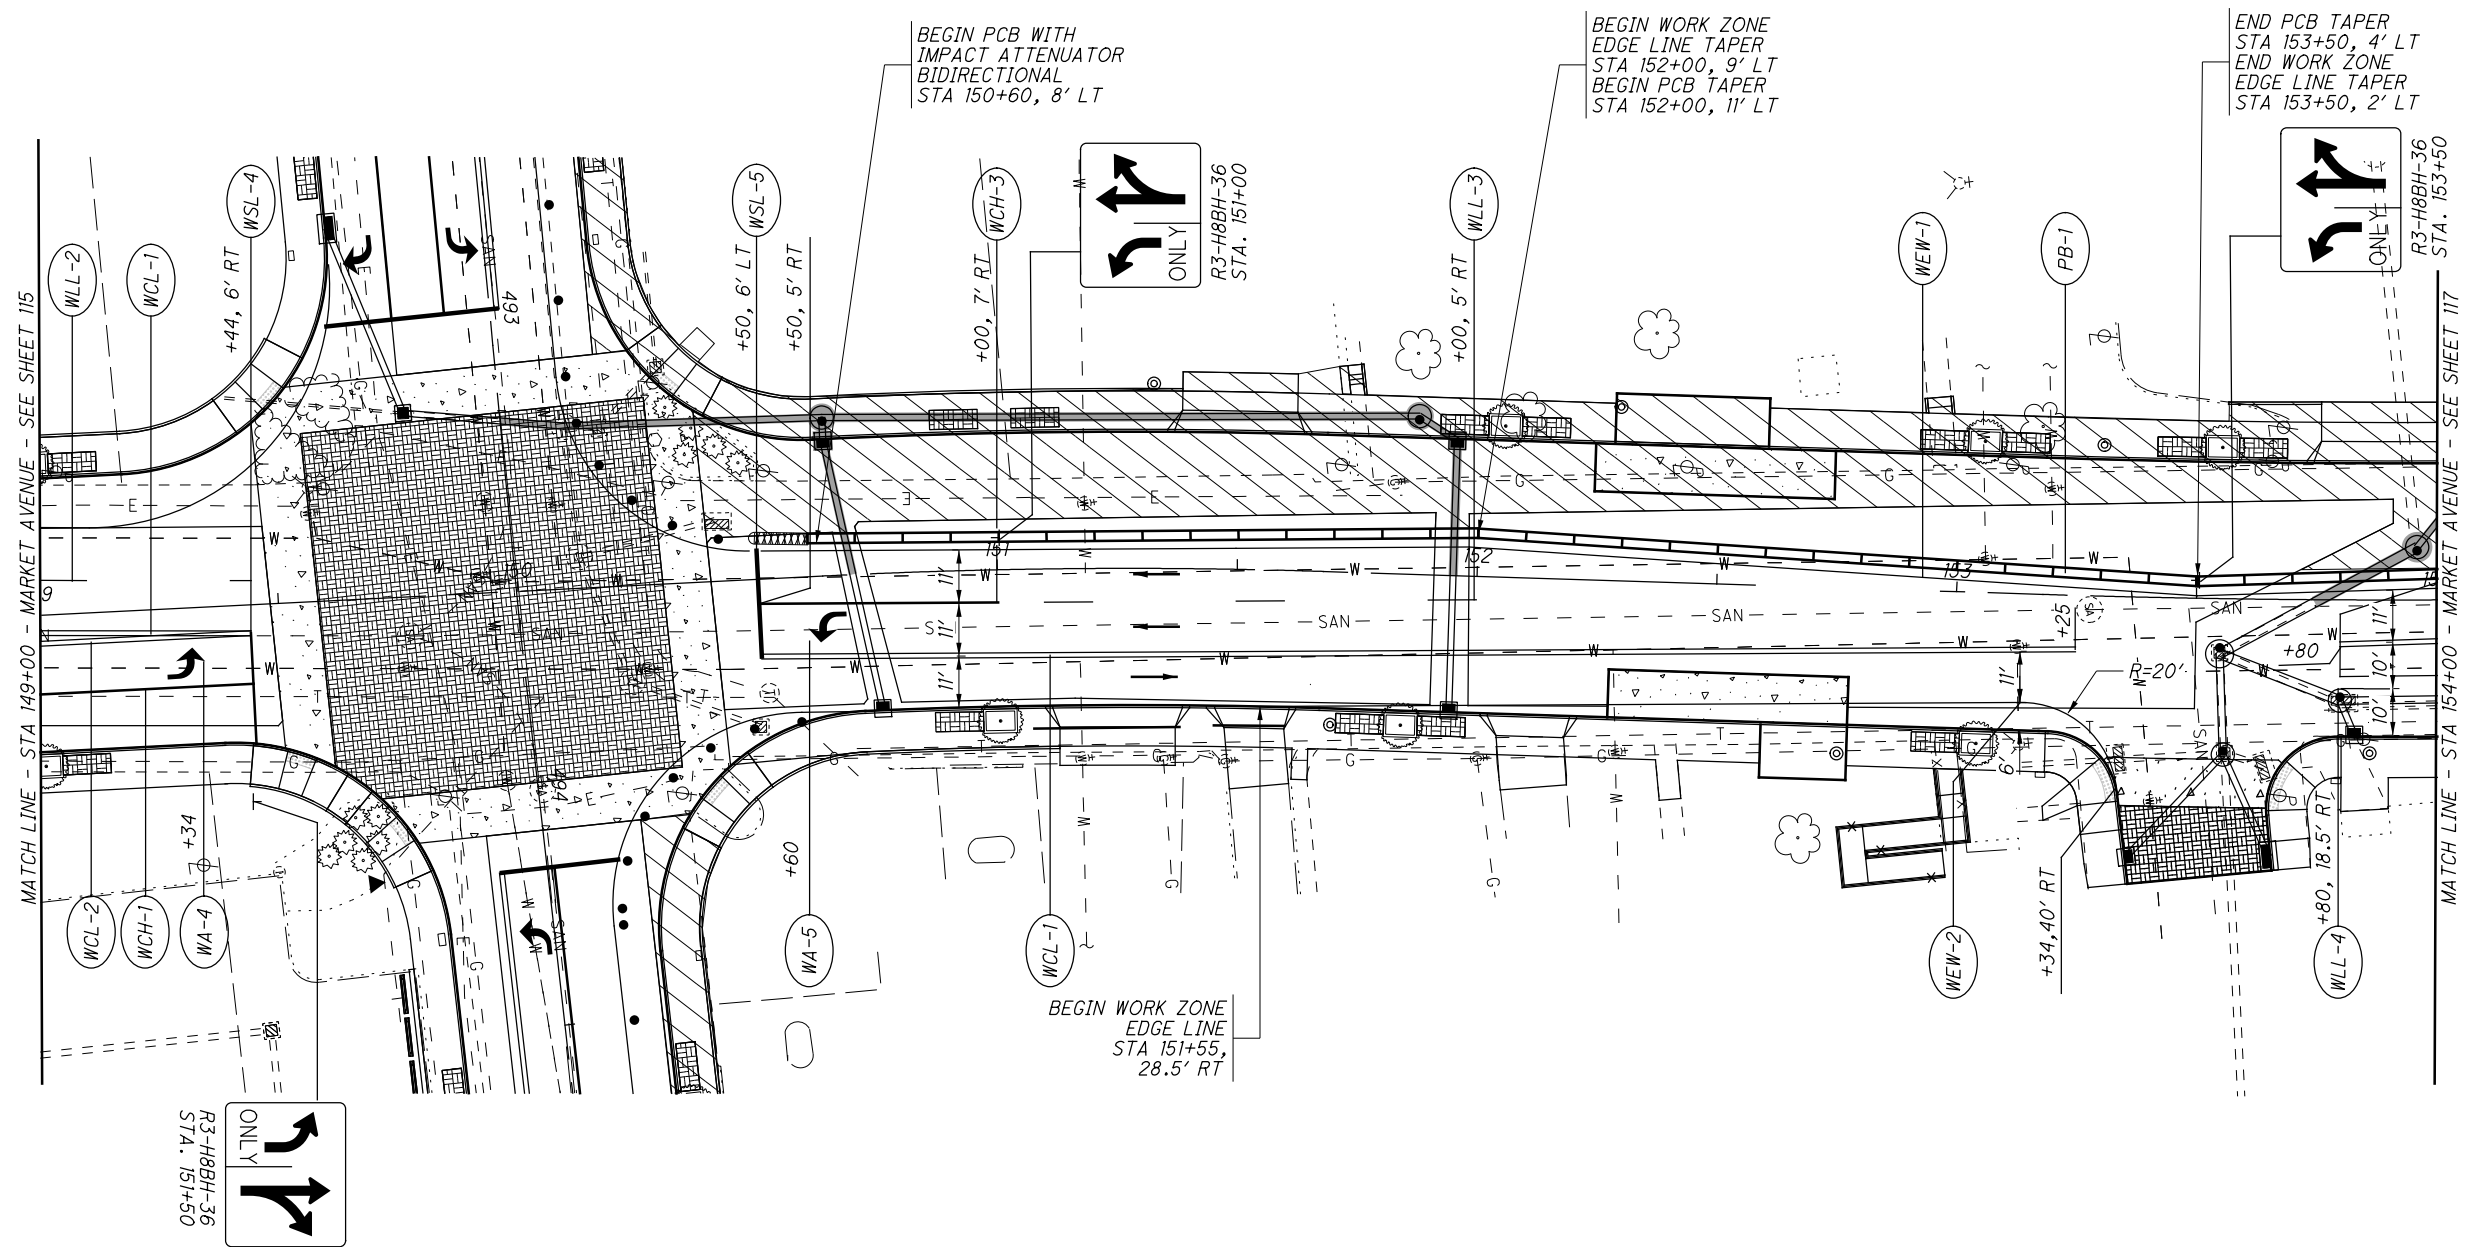 BEGIN PCB WITH
IMPACT ATTENUATOR
BIDIRECTIONAL
STA 150+60, 8' LT
BEGIN WORK ZONE
EDGE LINE TAPER
STA 152+00, 9' LT
BEGIN PCB TAPER
STA 152+00, 11' LT
END PCB TAPER
STA 153+50, 4' LT
END WORK ZONE
EDGE LINE TAPER
STA 153+50, 2' LT
MATCH LINE - STA 149+00 - MARKET AVENUE - SEE SHEET 115
WLL-2
WCL-1
WSL-4
+44, 6' RT
493
WSL-5
+50, 6' LT
+50, 5' RT
WCH-3
+00, 7' RT
ONLY
R3-H8BH-36
STA. 151+00
WLL-3
+00, 5' RT
WEW-1
PB-1
ONLY
R3-H8BH-36
STA. 153+50
MATCH LINE - STA 154+00 - MARKET AVENUE - SEE SHEET 117
151
152
153
11'
11'
11'
SAN
SAN
SAN
SAN
SAN
+25
11'
6'
R=20'
+80
11'
10'
10'
494
+34
+60
WCL-2
WCH-1
WA-4
WA-5
WCL-1
WEW-2
+34,40' RT
+80, 18.5' RT
WLL-4
BEGIN WORK ZONE
EDGE LINE
STA 151+55,
28.5' RT
ONLY
R3-H8BH-36
STA. 151+50